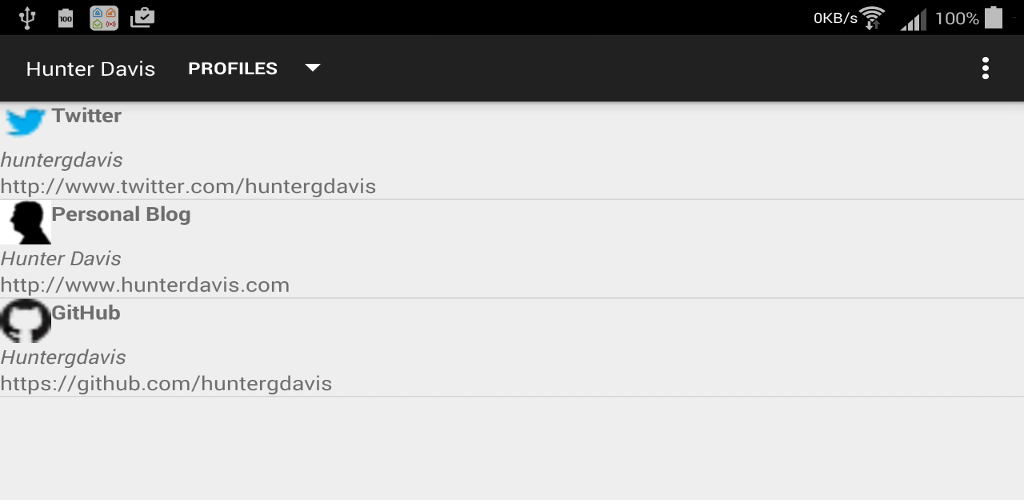 100
0KB/s
100%
Hunter Davis
PROFILES
Twitter
huntergdavis
http://www.twitter.com/huntergdavis
Personal Blog
Hunter Davis
http://www.hunterdavis.com
GitHub
Huntergdavis
https://github.com/huntergdavis